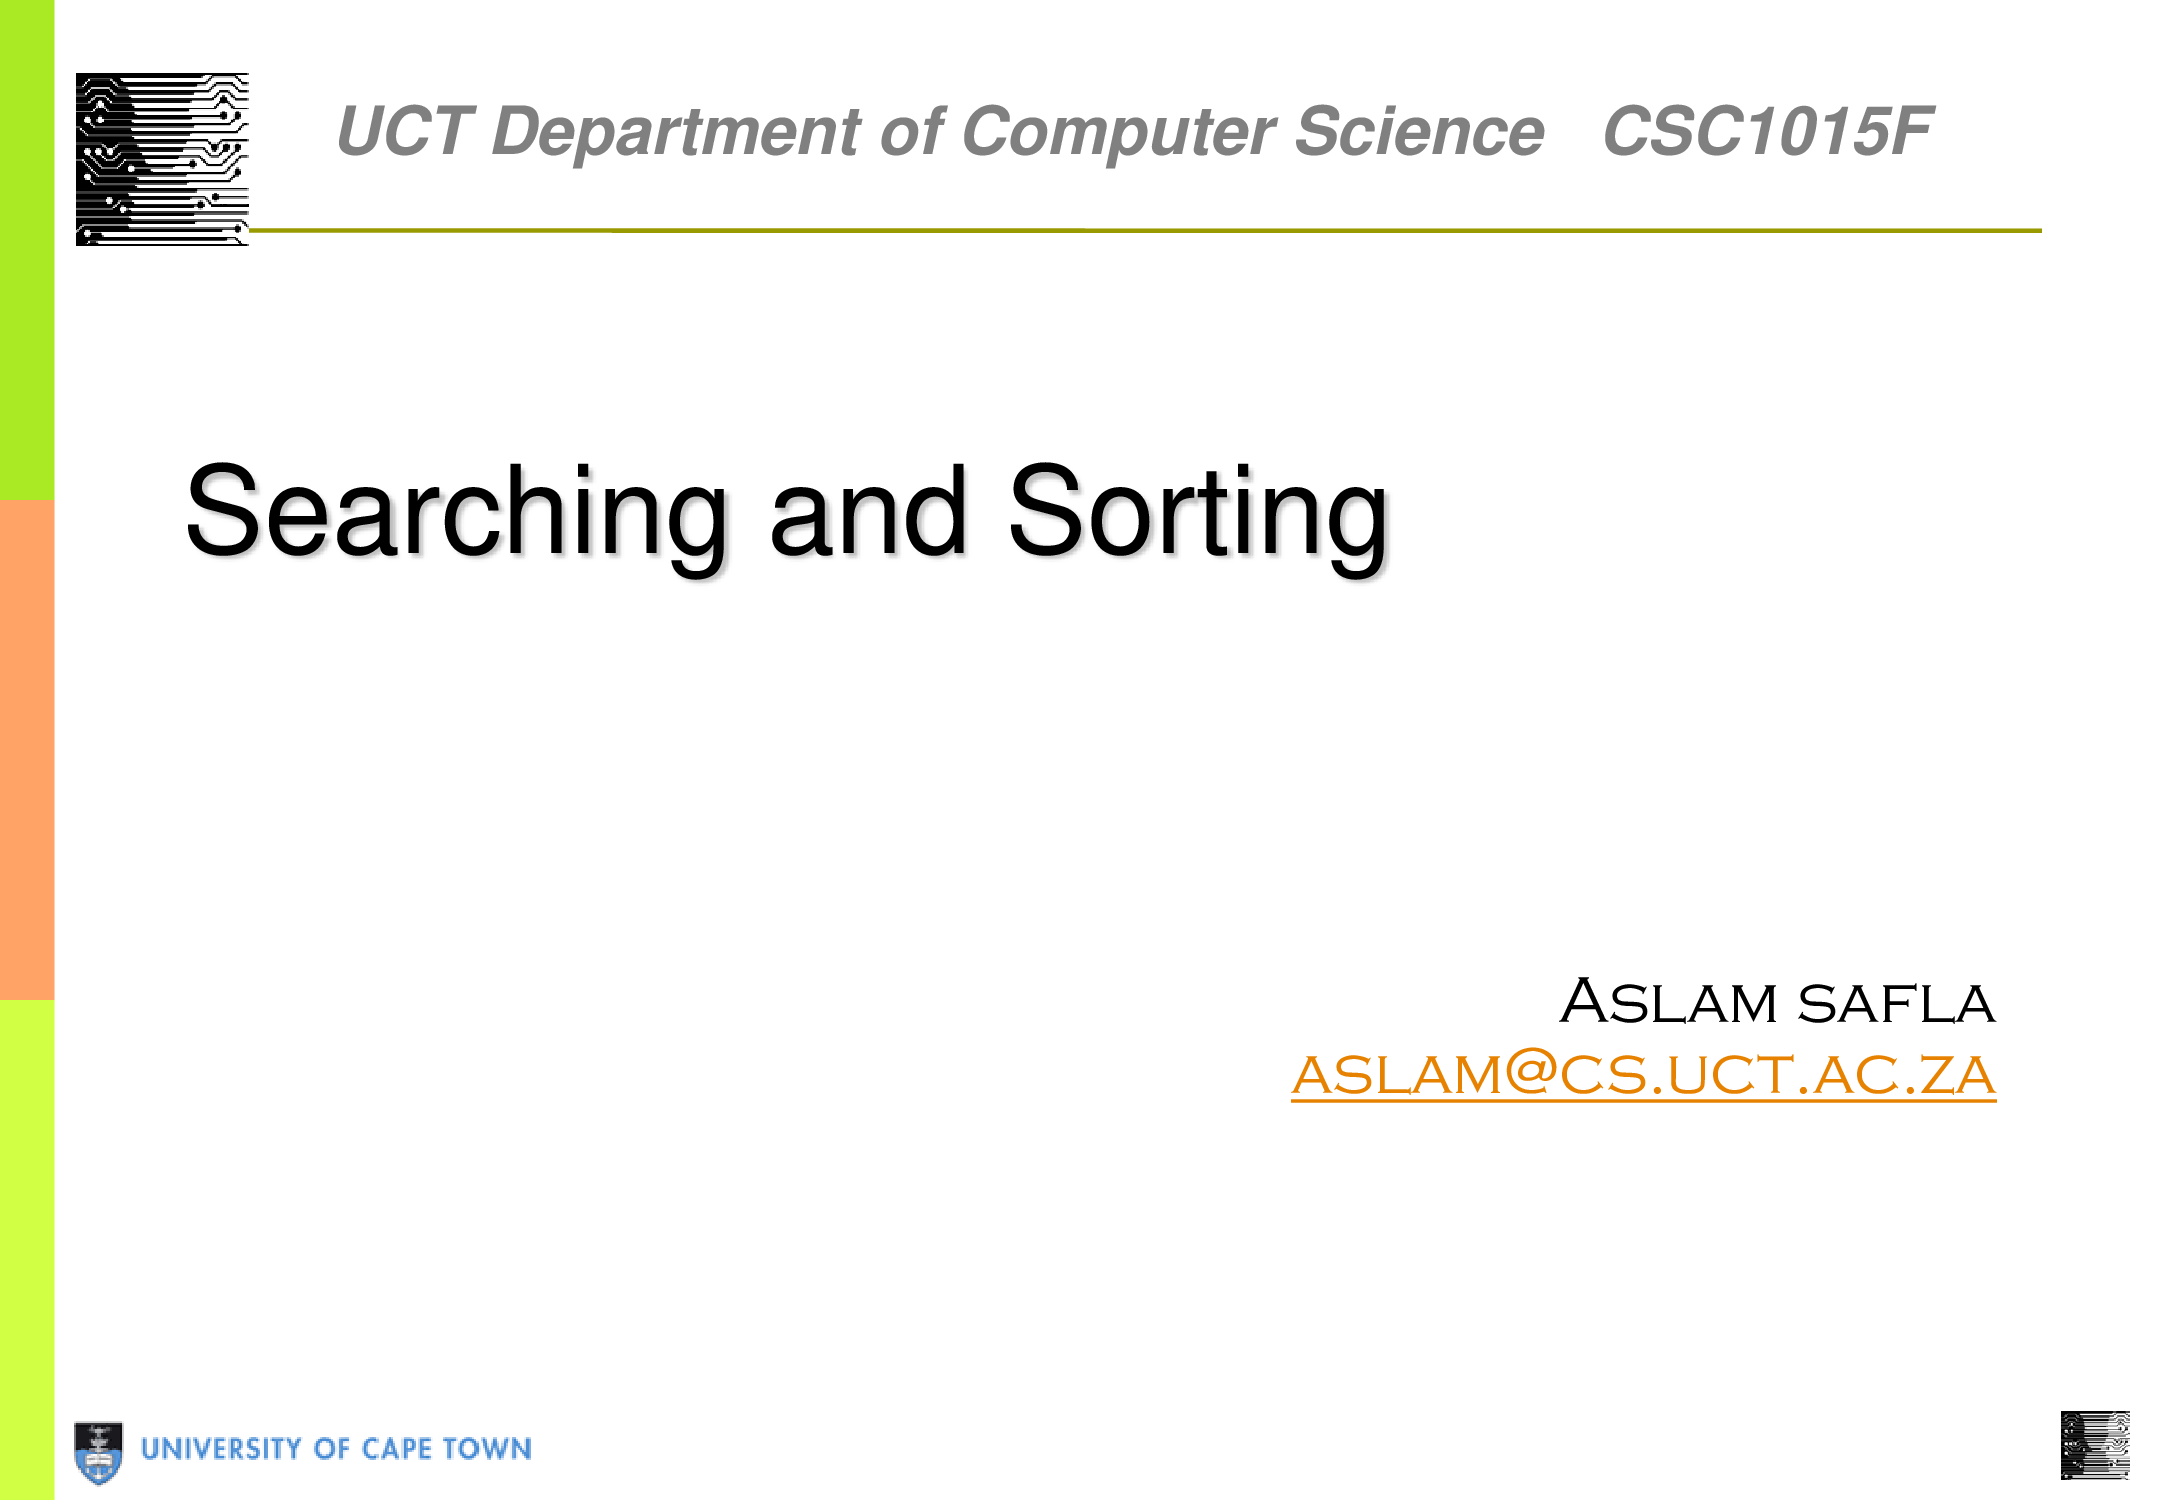 UCT Department of Computer Science CSC1015F
Searching and Sorting
Aslam safla
aslam@cs.uct.ac.za
UNIVERSITY OF CAPE TOWN